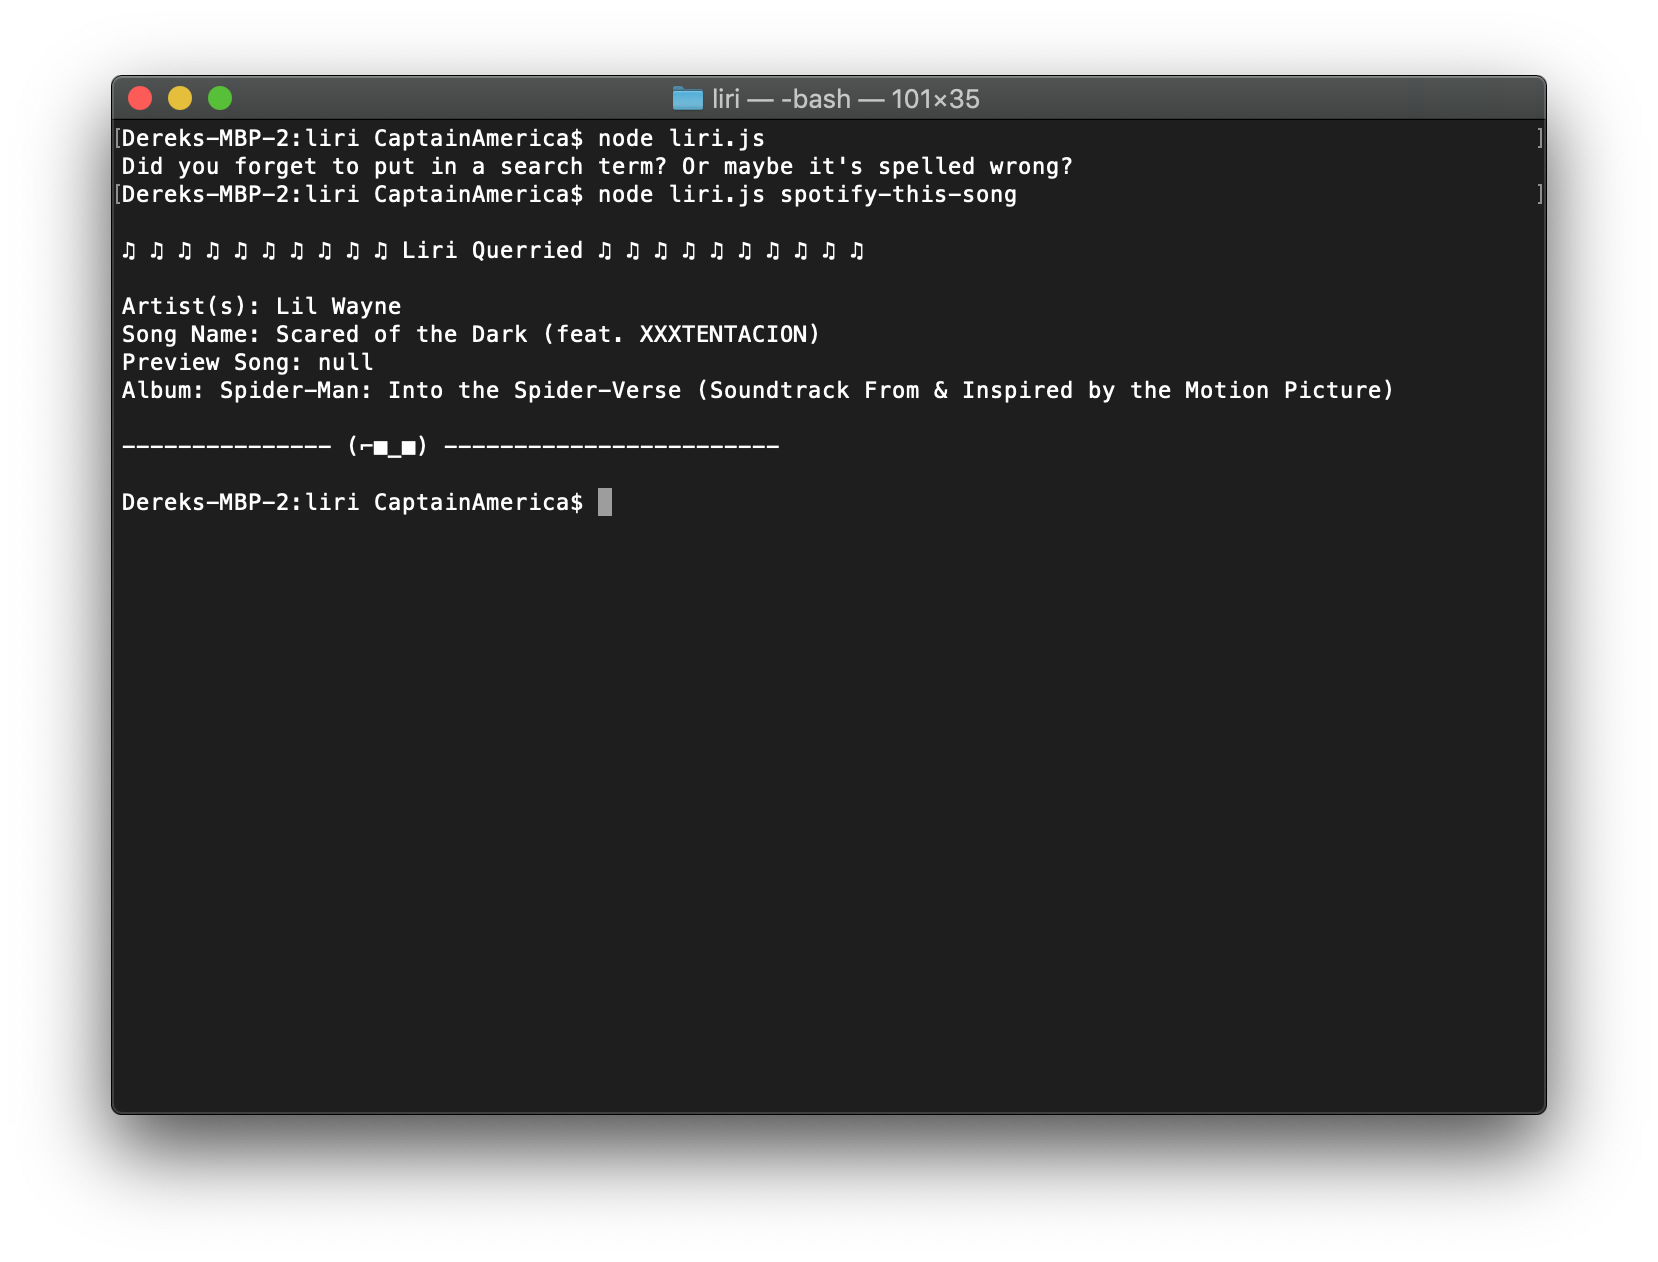 liri — -bash — 101×35
[Dereks-MBP-2:liri CaptainAmerica$ node liri.js ]
Did you forget to put in a search term? Or maybe it's spelled wrong?
[Dereks-MBP-2:liri CaptainAmerica$ node liri.js spotify-this-song ]
♫ ♫ ♫ ♫ ♫ ♫ ♫ ♫ ♫ ♫ Liri Querried ♫ ♫ ♫ ♫ ♫ ♫ ♫ ♫ ♫ ♫
Artist(s): Lil Wayne
Song Name: Scared of the Dark (feat. XXXTENTACION)
Preview Song: null
Album: Spider-Man: Into the Spider-Verse (Soundtrack From & Inspired by the Motion Picture)
--------------- (⌐■_■) ------------------------
Dereks-MBP-2:liri CaptainAmerica$